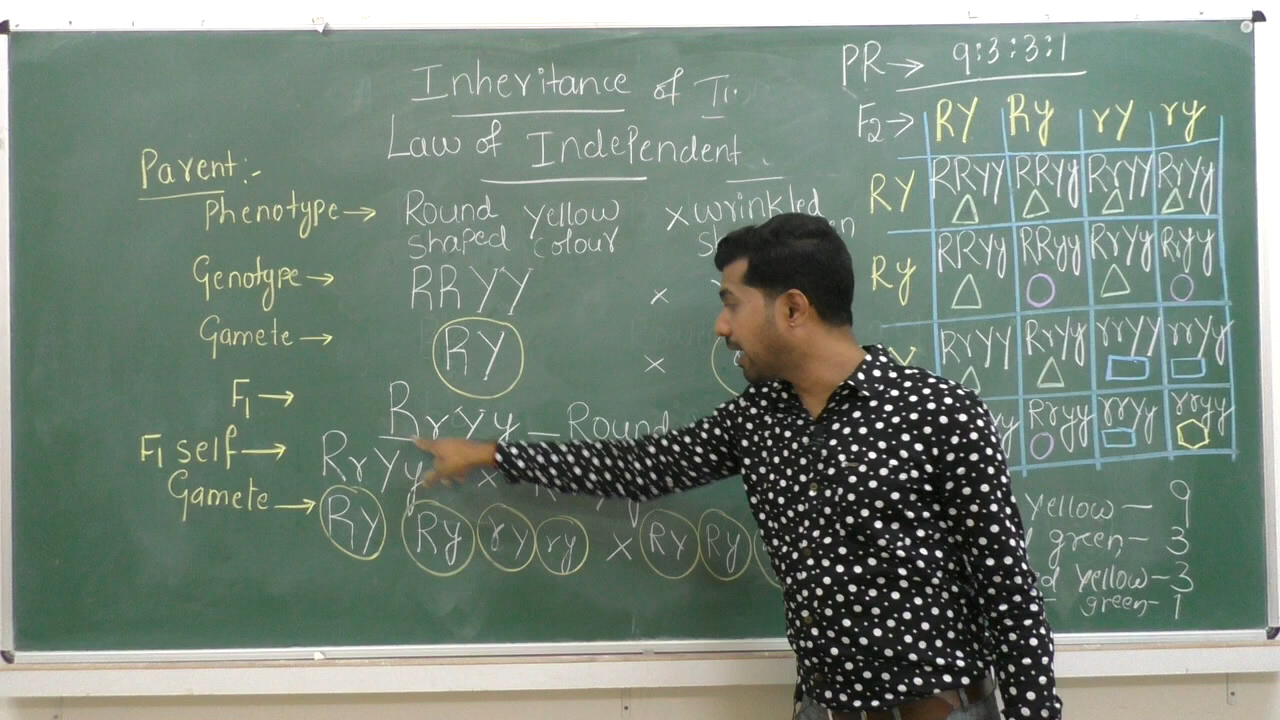 Inheritance of
Law of Independent
Parent:-
Phenotype→ Round yellow × wrinkled
shaped colour
Genotype→ RRYY ×
Gamete→ RY ×
F1→ RrYy – Round
F1 self→ RrYy ×
Gamete→ RY Ry rY ry × RY Ry
PR→ 9:3:3:1
F2→ RY Ry rY ry
RY RRYY RRYy RrYY RrYy
Ry RRYy RRyy RrYy Rryy
Y RrYY RrYy rrYY rrYy
Rryy rrYy rryy
yellow – 9
green – 3
yellow – 3
green – 1